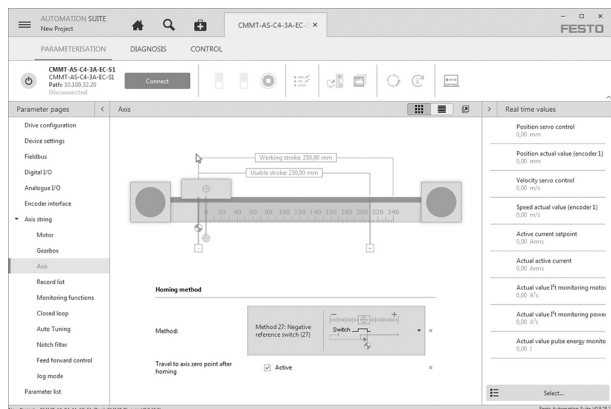 AUTOMATION SUITE
New Project
CMMT-AS-C4-3A-EC-S ×
FESTO
PARAMETERISATION DIAGNOSIS CONTROL
CMMT-AS-C4-3A-EC-S1
CMMT-AS-C4-3A-EC-S1
Path: 10.100.32.20
Disconnected
Connect
Parameter pages
Axis
Real time values
Drive configuration
Device settings
Fieldbus
Digital I/O
Analogue I/O
Encoder interface
Axis string
Motor
Gearbox
Axis
Record list
Monitoring functions
Closed loop
Auto Tuning
Notch filter
Feed forward control
Jog mode
Parameter list
Working stroke: 250,00 mm
Usable stroke: 230,00 mm
0 20 40 60 80 100 120 140 160 180 200 220 240
Homing method
Method:
Method 27: Negative
reference switch (27)
Switch
Travel to axis zero point after
homing
Active
Position servo control
0,00 mm
Position actual value (encoder1)
0,00 mm
Velocity servo control
0,00 m/s
Speed actual value (encoder1)
0,00 m/s
Active current setpoint
0,00 Arms
Actual active current
0,00 Arms
Actual value I²t monitoring motor
0,00 A²s
Actual value I²t monitoring power
0,00 A²s
Actual value pulse energy monito
0,00 J
Select...